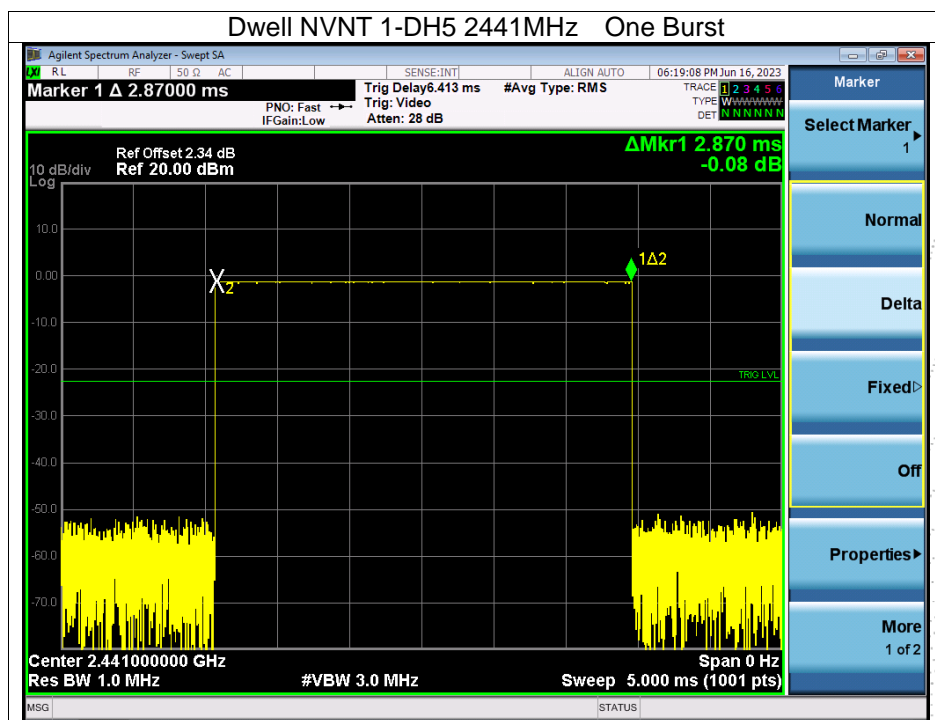 Dwell NVNT 1-DH5 2441MHz One Burst
Agilent Spectrum Analyzer - Swept SA
LXI RL RF 50 Ω AC SENSE:INT ALIGN AUTO 06:19:08 PM Jun 16, 2023
Marker 1 Δ 2.87000 ms
PNO: Fast
IFGain:Low
Trig Delay6.413 ms
Trig: Video
Atten: 28 dB
#Avg Type: RMS
TRACE 1 2 3 4 5 6
TYPE WWWWWWW
DET N N N N N N
Ref Offset 2.34 dB
Ref 20.00 dBm
10 dB/div
Log
ΔMkr1 2.870 ms
-0.08 dB
10.0
0.00
-10.0
-20.0
-30.0
-40.0
-50.0
-60.0
-70.0
2
1Δ2
TRIG LVL
Center 2.441000000 GHz
Span 0 Hz
Res BW 1.0 MHz
#VBW 3.0 MHz
Sweep 5.000 ms (1001 pts)
MSG
STATUS
Marker
Select Marker
1
Normal
Delta
Fixed
Off
Properties
More
1 of 2